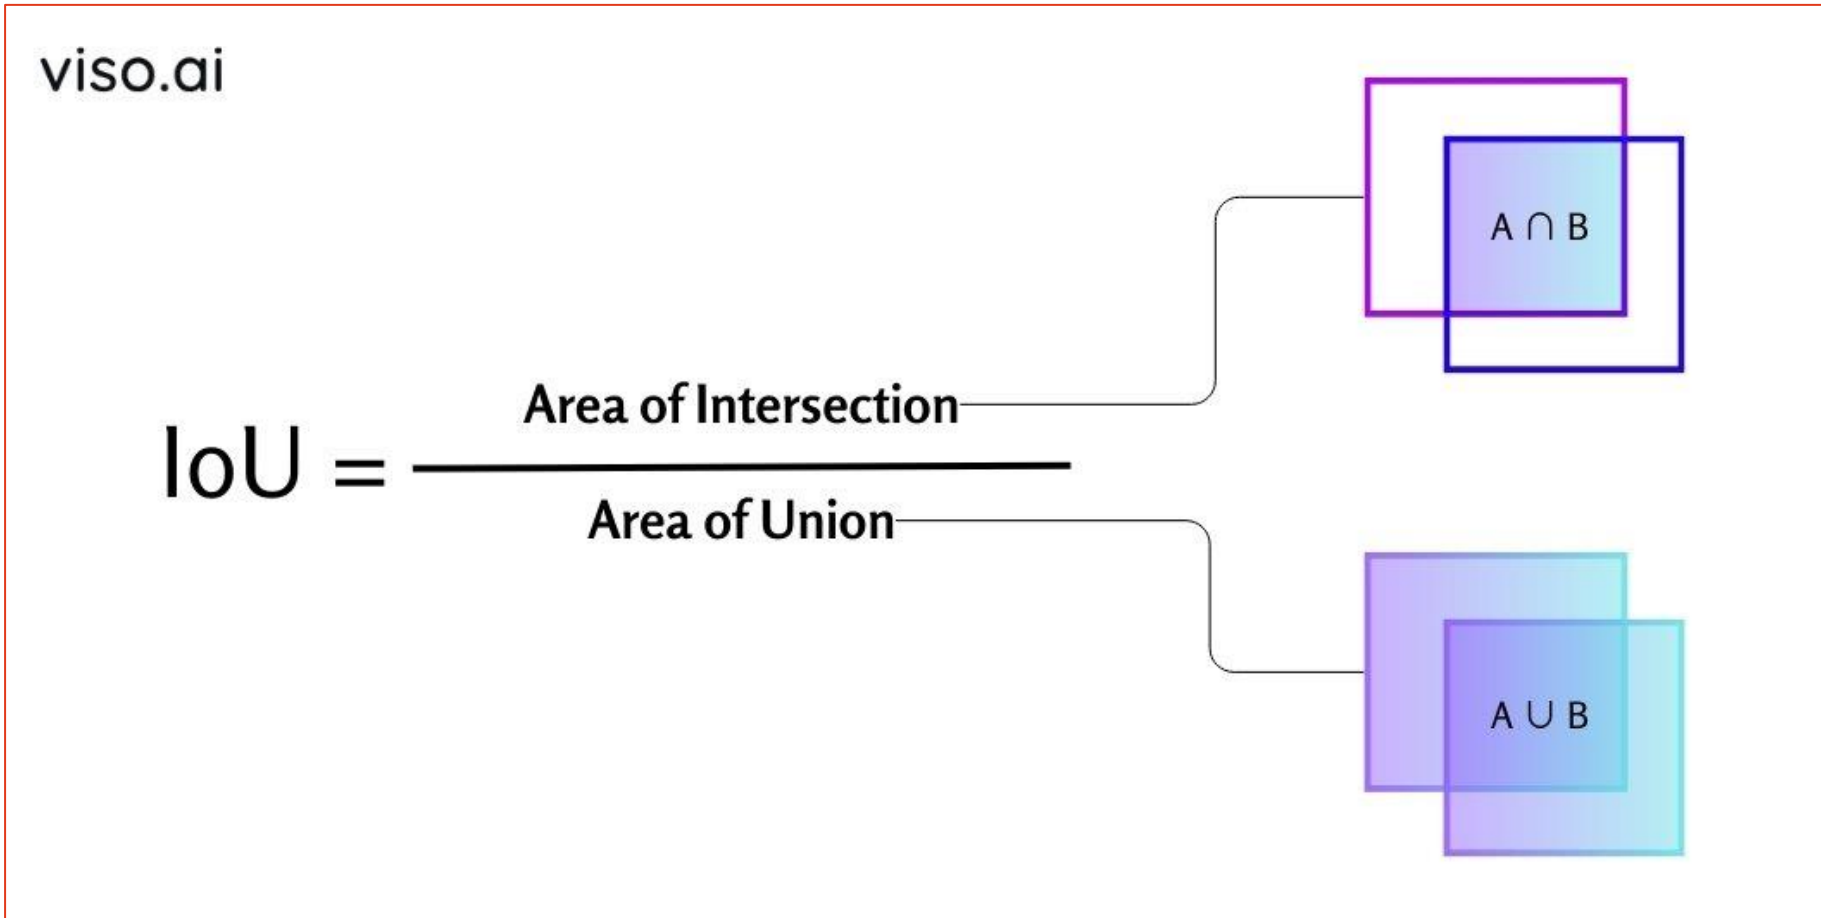 viso.ai
A ∩ B
Area of Intersection
IoU =
Area of Union
A ∪ B